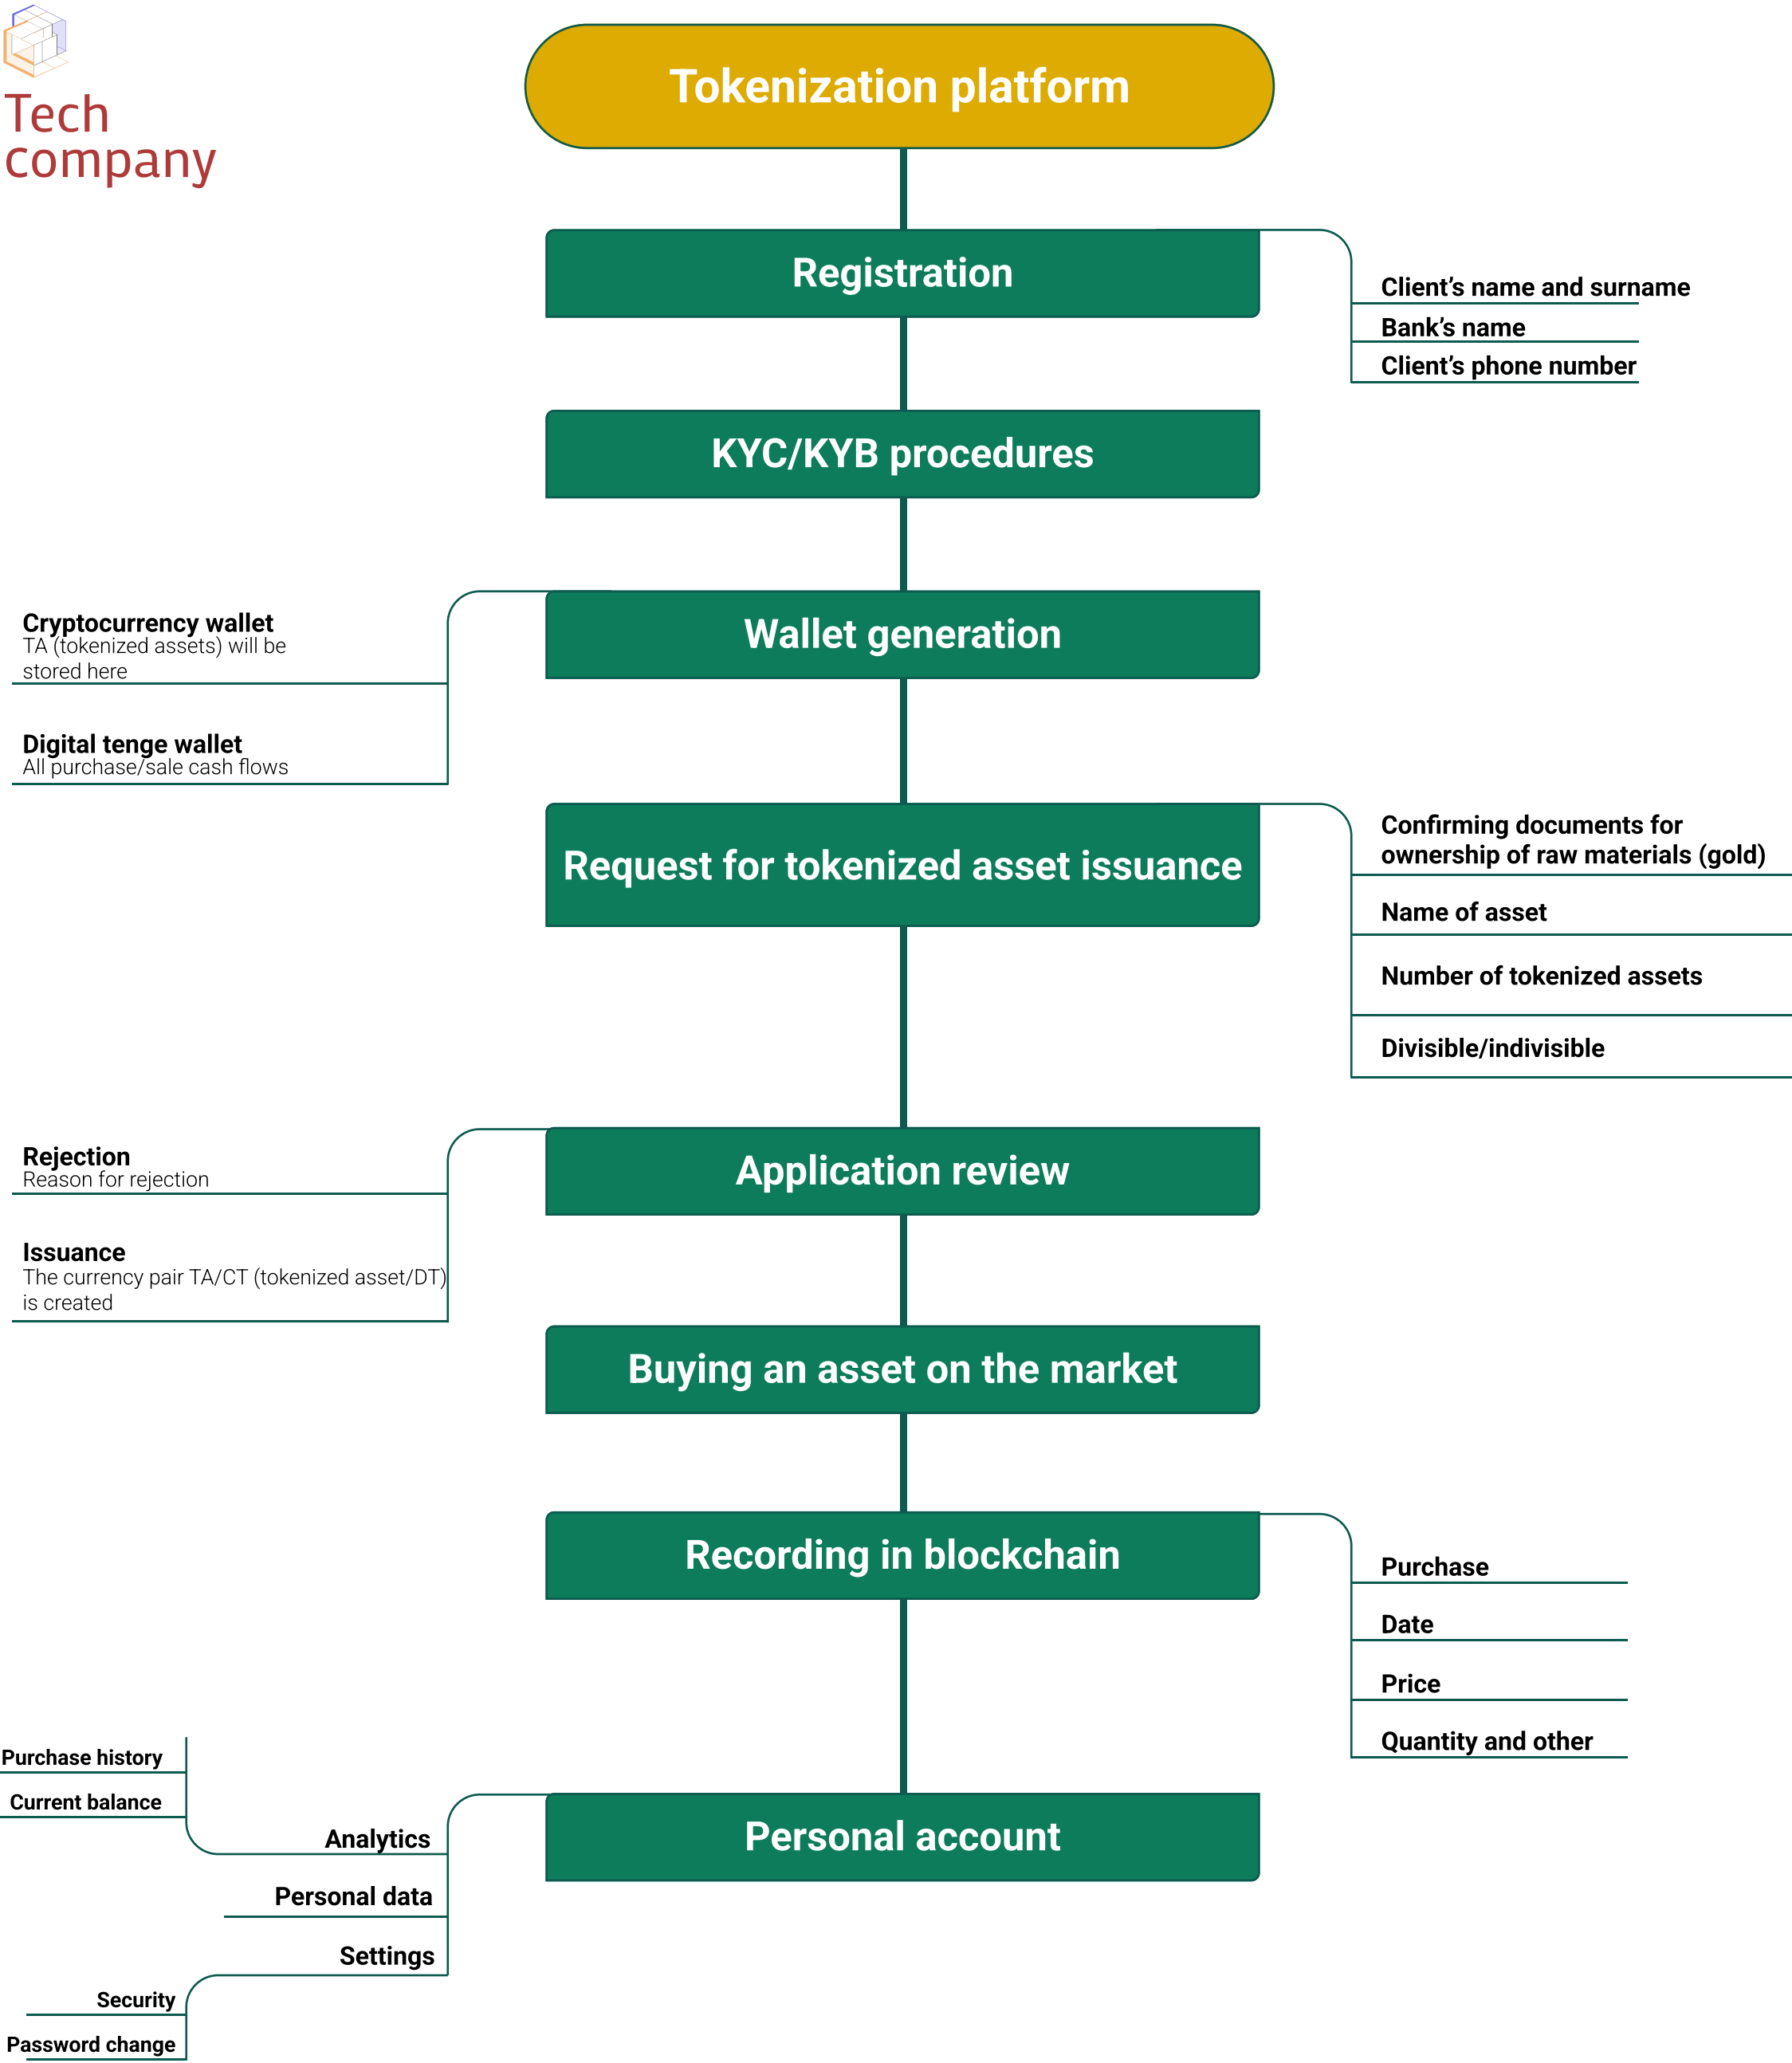 Tech
company
Tokenization platform
Registration
Client’s name and surname
Bank’s name
Client’s phone number
KYC/KYB procedures
Wallet generation
Cryptocurrency wallet
TA (tokenized assets) will be
stored here
Digital tenge wallet
All purchase/sale cash flows
Request for tokenized asset issuance
Confirming documents for
ownership of raw materials (gold)
Name of asset
Number of tokenized assets
Divisible/indivisible
Application review
Rejection
Reason for rejection
Issuance
The currency pair TA/CT (tokenized asset/DT)
is created
Buying an asset on the market
Recording in blockchain
Purchase
Date
Price
Quantity and other
Personal account
Purchase history
Current balance
Analytics
Personal data
Settings
Security
Password change